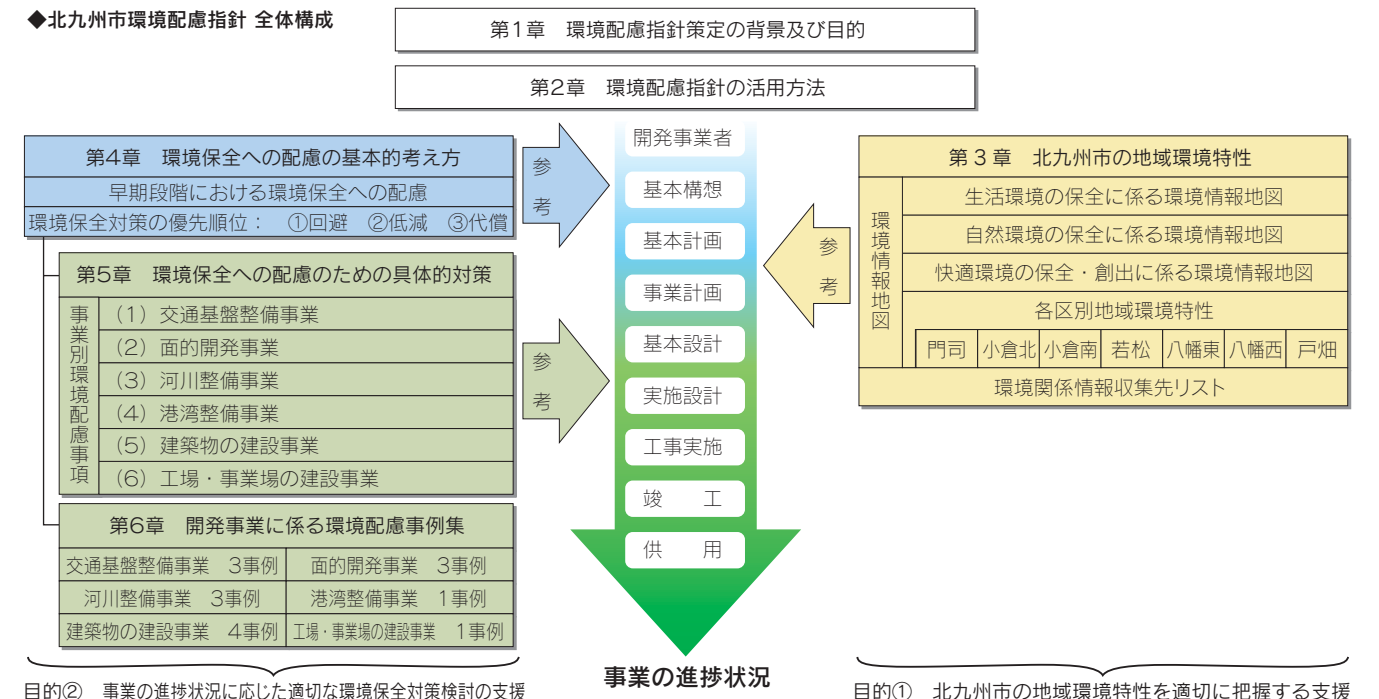 ◆北九州市環境配慮指針 全体構成
第1章 環境配慮指針策定の背景及び目的
第2章 環境配慮指針の活用方法
第4章 環境保全への配慮の基本的考え方
早期段階における環境保全への配慮
環境保全対策の優先順位: ①回避 ②低減 ③代償
参考
第5章 環境保全への配慮のための具体的対策
事業別環境配慮事項
(1)交通基盤整備事業
(2)面的開発事業
(3)河川整備事業
(4)港湾整備事業
(5)建築物の建設事業
(6)工場・事業場の建設事業
参考
第6章 開発事業に係る環境配慮事例集
交通基盤整備事業 3事例 面的開発事業 3事例
河川整備事業 3事例 港湾整備事業 1事例
建築物の建設事業 4事例 工場・事業場の建設事業 1事例
目的② 事業の進捗状況に応じた適切な環境保全対策検討の支援
開発事業者
基本構想
基本計画
事業計画
基本設計
実施設計
工事実施
竣 工
供 用
事業の進捗状況
参考
第3章 北九州市の地域環境特性
環境情報地図
生活環境の保全に係る環境情報地図
自然環境の保全に係る環境情報地図
快適環境の保全・創出に係る環境情報地図
各区別地域環境特性
門司 小倉北 小倉南 若松 八幡東 八幡西 戸畑
環境関係情報収集先リスト
目的① 北九州市の地域環境特性を適切に把握する支援